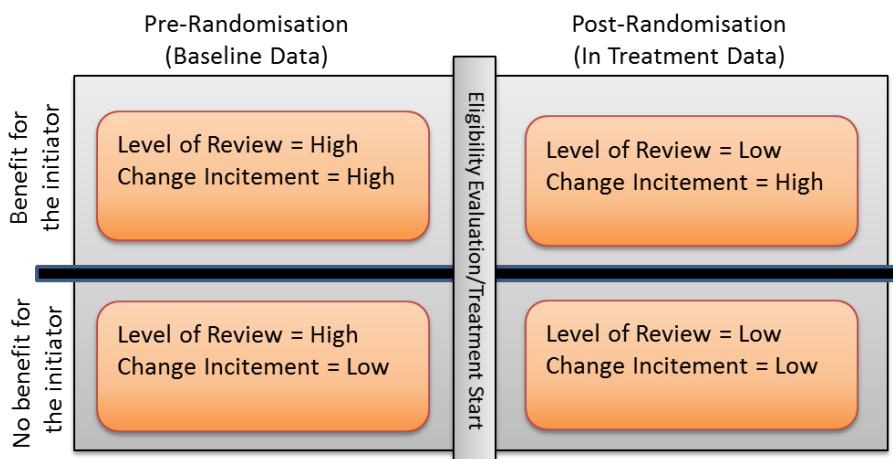 Pre-Randomisation
(Baseline Data)
Post-Randomisation
(In Treatment Data)
Benefit for
the initiator
Level of Review = High
Change Incitement = High
Eligibility Evaluation/Treatment Start
Level of Review = Low
Change Incitement = High
No benefit for
the initiator
Level of Review = High
Change Incitement = Low
Level of Review = Low
Change Incitement = Low